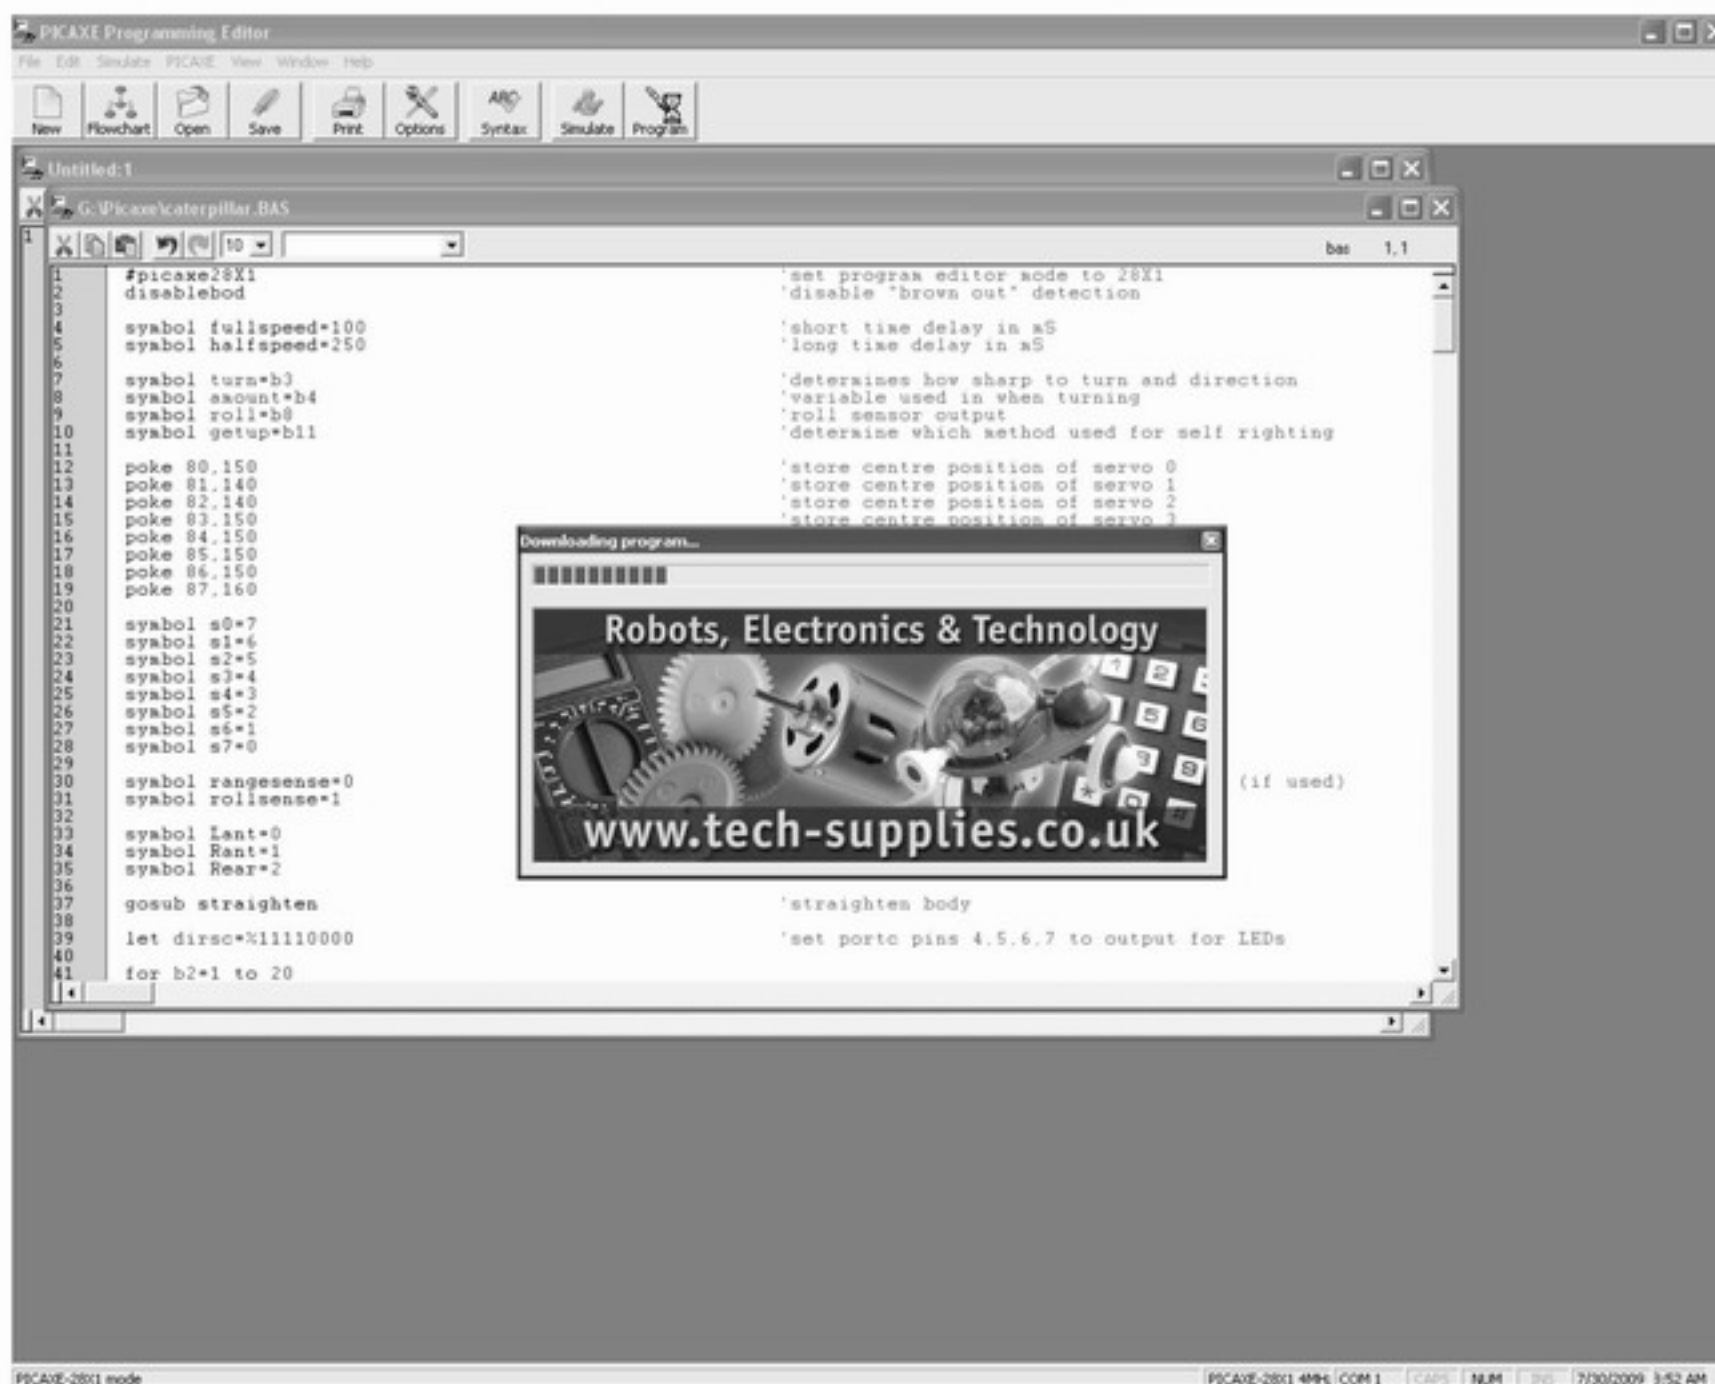 PICAXE Programming Editor
File Edit Simulate PICAXE View Window Help
New Flowchart Open Save Print Options Syntax Simulate Program
Untitled:1
G:\Picaxe\caterpillar.BAS
1
10
bas 1,1
1 #picaxe28X1 'set program editor mode to 28X1
2 disablebod 'disable "brown out" detection
3
4 symbol fullspeed=100 'short time delay in mS
5 symbol halfspeed=250 'long time delay in mS
6
7 symbol turn=b3 'determines how sharp to turn and direction
8 symbol amount=b4 'variable used in when turning
9 symbol roll=b8 'roll sensor output
10 symbol getup=b11 'determine which method used for self righting
11
12 poke 80,150 'store centre position of servo 0
13 poke 81,140 'store centre position of servo 1
14 poke 82,140 'store centre position of servo 2
15 poke 83,150 'store centre position of servo 3
16 poke 84,150
17 poke 85,150
18 poke 86,150
19 poke 87,160
20
21 symbol s0=7
22 symbol s1=6
23 symbol s2=5
24 symbol s3=4
25 symbol s4=3
26 symbol s5=2
27 symbol s6=1
28 symbol s7=0
29
30 symbol rangesense=0 (if used)
31 symbol rollsense=1
32
33 symbol Lant=0
34 symbol Rant=1
35 symbol Rear=2
36
37 gosub straighten 'straighten body
38
39 let dirsc=%11110000 'set portc pins 4,5,6,7 to output for LEDs
40
41 for b2=1 to 20
Downloading program...
Robots, Electronics & Technology
1 2
5 6
9
* 0 #
www.tech-supplies.co.uk
PICAXE-28X1 mode
PICAXE-28X1 4MHz COM 1 CAPS NUM INS 7/30/2009 3:52 AM